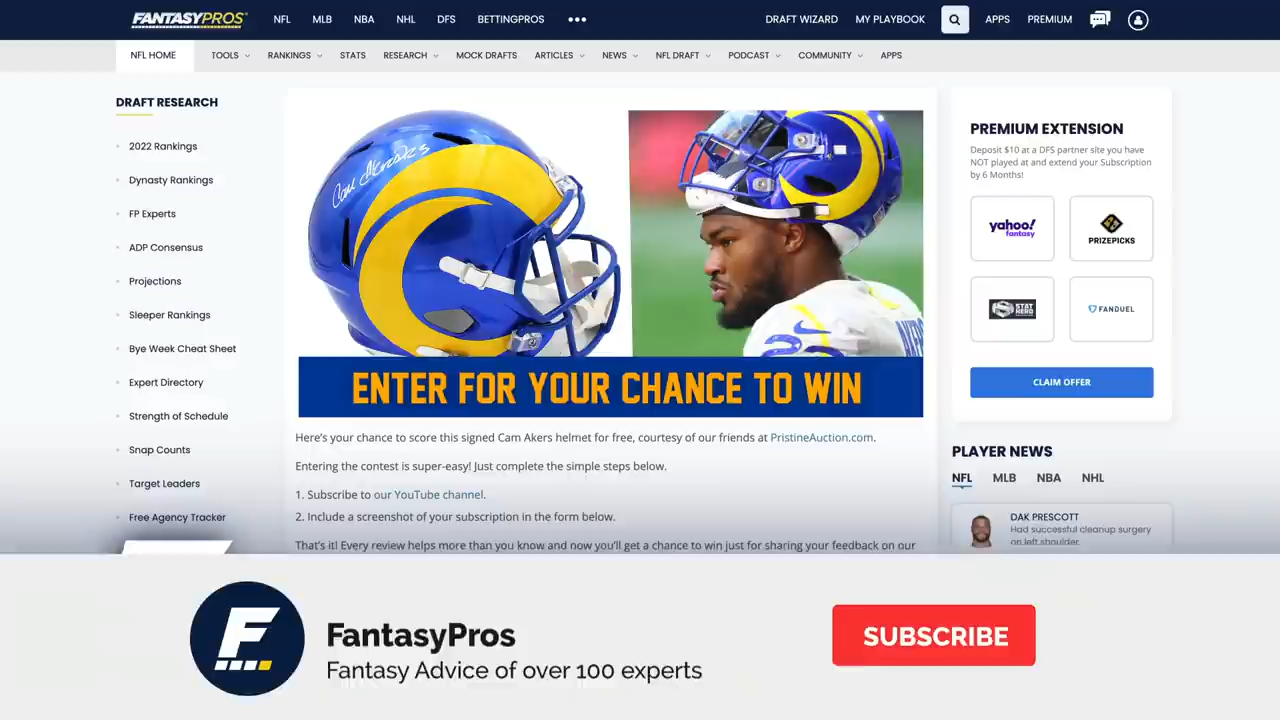 FANTASYPROS
NFL MLB NBA NHL DFS BETTINGPROS
DRAFT WIZARD MY PLAYBOOK APPS PREMIUM
NFL HOME TOOLS RANKINGS STATS RESEARCH MOCK DRAFTS ARTICLES NEWS NFL DRAFT PODCAST COMMUNITY APPS
DRAFT RESEARCH
2022 Rankings
Dynasty Rankings
FP Experts
ADP Consensus
Projections
Sleeper Rankings
Bye Week Cheat Sheet
Expert Directory
Strength of Schedule
Snap Counts
Target Leaders
Free Agency Tracker
ENTER FOR YOUR CHANCE TO WIN
Here's your chance to score this signed Cam Akers helmet for free, courtesy of our friends at PristineAuction.com.
Entering the contest is super-easy! Just complete the simple steps below.
1. Subscribe to our YouTube channel.
2. Include a screenshot of your subscription in the form below.
That's it! Every review helps more than you know and now you'll get a chance to win just for sharing your feedback on our
PREMIUM EXTENSION
Deposit $10 at a DFS partner site you have
NOT played at and extend your Subscription
by 6 Months!
yahoo!
fantasy
PRIZEPICKS
STAT
HERO
FANDUEL
CLAIM OFFER
PLAYER NEWS
NFL MLB NBA NHL
DAK PRESCOTT
Had successful cleanup surgery
on left shoulder
FantasyPros
Fantasy Advice of over 100 experts
SUBSCRIBE